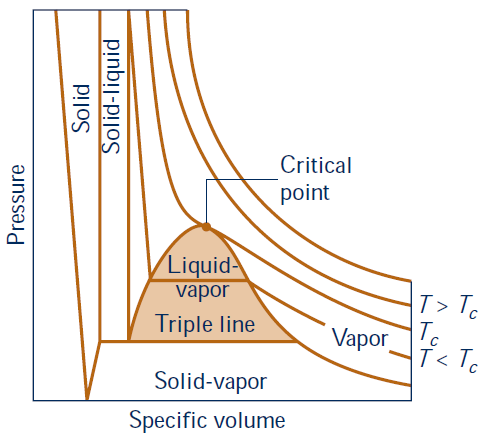 Solid
Solid-liquid
Critical
point
Pressure
Liquid-
vapor
Triple line
Vapor
T > Tc
Tc
T < Tc
Solid-vapor
Specific volume